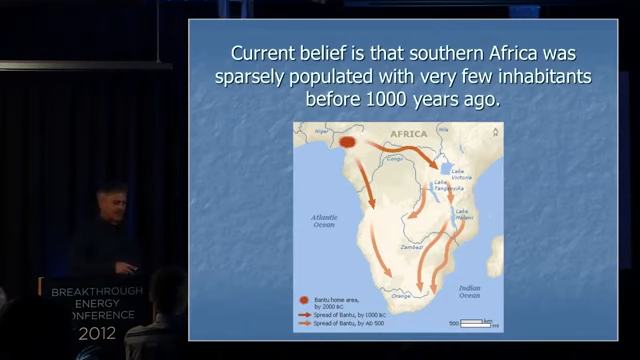 Current belief is that southern Africa was
sparsely populated with very few inhabitants
before 1000 years ago.
AFRICA
Niger
Nile
N
Congo
Lake
Victoria
Lake
Tanganyika
Lake
Malawi
Atlantic
Ocean
Zambezi
Orange
Indian
Ocean
Bantu home area,
by 2000 BC
Spread of Bantu, by 1000 BC
Spread of Bantu, by AD 500
500 km
mi
BREAKTHROUGH
ENERGY
CONFERENCE
2012